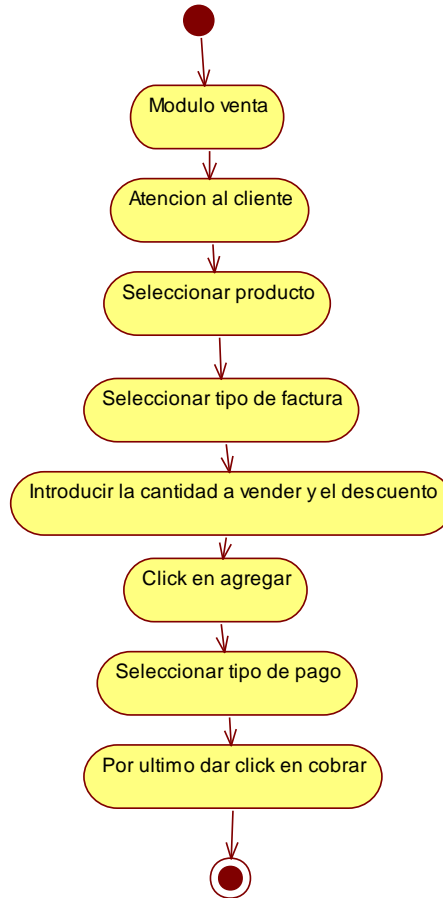 Modulo venta
Atencion al cliente
Seleccionar producto
Seleccionar tipo de factura
Introducir la cantidad a vender y el descuento
Click en agregar
Seleccionar tipo de pago
Por ultimo dar click en cobrar